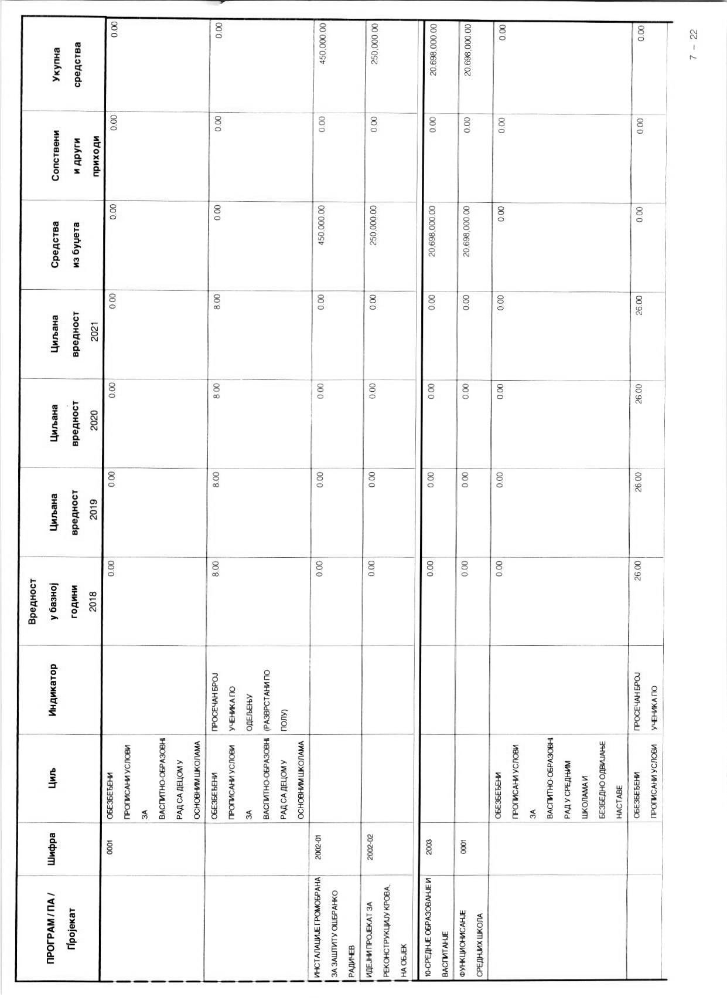 ПРОГРАМ / ПА / Пројекат Шифра Циљ Индикатор Вредност у базној години 2018 Циљана вредност 2019 Циљана вредност 2020 Циљана вредност 2021 Средства из буџета Сопствени и други приходи Укупна средства
0001 ОБЕЗБЕЂЕНИ 0.00 0.00 0.00 0.00 0.00 0.00 0.00
ПРОПИСАНИ УСЛОВИ
ЗА
ВАСПИТНО-ОБРАЗОВНИ
РАД СА ДЕЦОМ У
ОСНОВНИМ ШКОЛАМА
ОБЕЗБЕЂЕНИ ПРОСЕЧАН БРОЈ 8.00 8.00 8.00 8.00 0.00 0.00 0.00
ПРОПИСАНИ УСЛОВИ УЧЕНИКА ПО
ЗА ОДЕЉЕЊУ
ВАСПИТНО-ОБРАЗОВНИ (РАЗВРСТАНИ ПО
РАД СА ДЕЦОМ У ПОЛУ)
ОСНОВНИМ ШКОЛАМА
ИНСТАЛАЦИЈЕ ГРОМОБРАНА 2002-01 0.00 0.00 0.00 0.00 450,000.00 0.00 450,000.00
ЗА ЗАШТИТУ ОШБРАНКО
РАДИЧЕВ
ИДЕЈНИ ПРОЈЕКАТ ЗА 2002-02 0.00 0.00 0.00 0.00 250,000.00 0.00 250,000.00
РЕКОНСТРУКЦИЈУ КРОВА.
НА ОБЈЕК
10-СРЕДЊЕ ОБРАЗОВАНЈЕ И 2003 0.00 0.00 0.00 0.00 20,698,000.00 0.00 20,698,000.00
ВАСПИТАНЈЕ
ФУНКЦИОНИСАНЈЕ 0001 0.00 0.00 0.00 0.00 20,698,000.00 0.00 20,698,000.00
СРЕДНЈИХ ШКОЛА
ОБЕЗБЕЂЕНИ 0.00 0.00 0.00 0.00 0.00 0.00 0.00
ПРОПИСАНИ УСЛОВИ
ЗА
ВАСПИТНО-ОБРАЗОВНИ
РАД У СРЕДЊИМ
ШКОЛАМА И
БЕЗБЕДНО ОДВИЈАЊЕ
НАСТАВЕ
ОБЕЗБЕЂЕНИ ПРОСЕЧАН БРОЈ 26.00 26.00 26.00 26.00 0.00 0.00 0.00
ПРОПИСАНИ УСЛОВИ УЧЕНИКА ПО
7 - 22